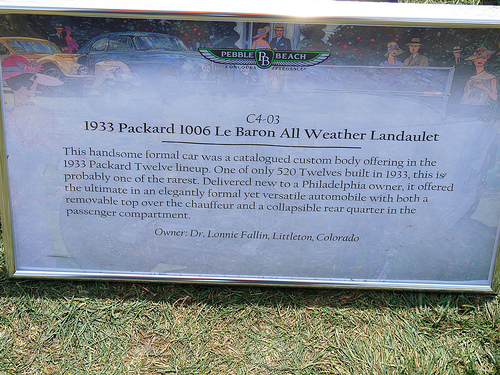 PEBBLE PB BEACH
CONCOURS D'ELEGANCE
C4-03
1933 Packard 1006 Le Baron All Weather Landaulet
This handsome formal car was a catalogued custom body offering in the
1933 Packard Twelve lineup. One of only 520 Twelves built in 1933, this is
probably one of the rarest. Delivered new to a Philadelphia owner, it offered
the ultimate in an elegantly formal yet versatile automobile with both a
removable top over the chauffeur and a collapsible rear quarter in the
passenger compartment.
Owner: Dr. Lonnie Fallin, Littleton, Colorado